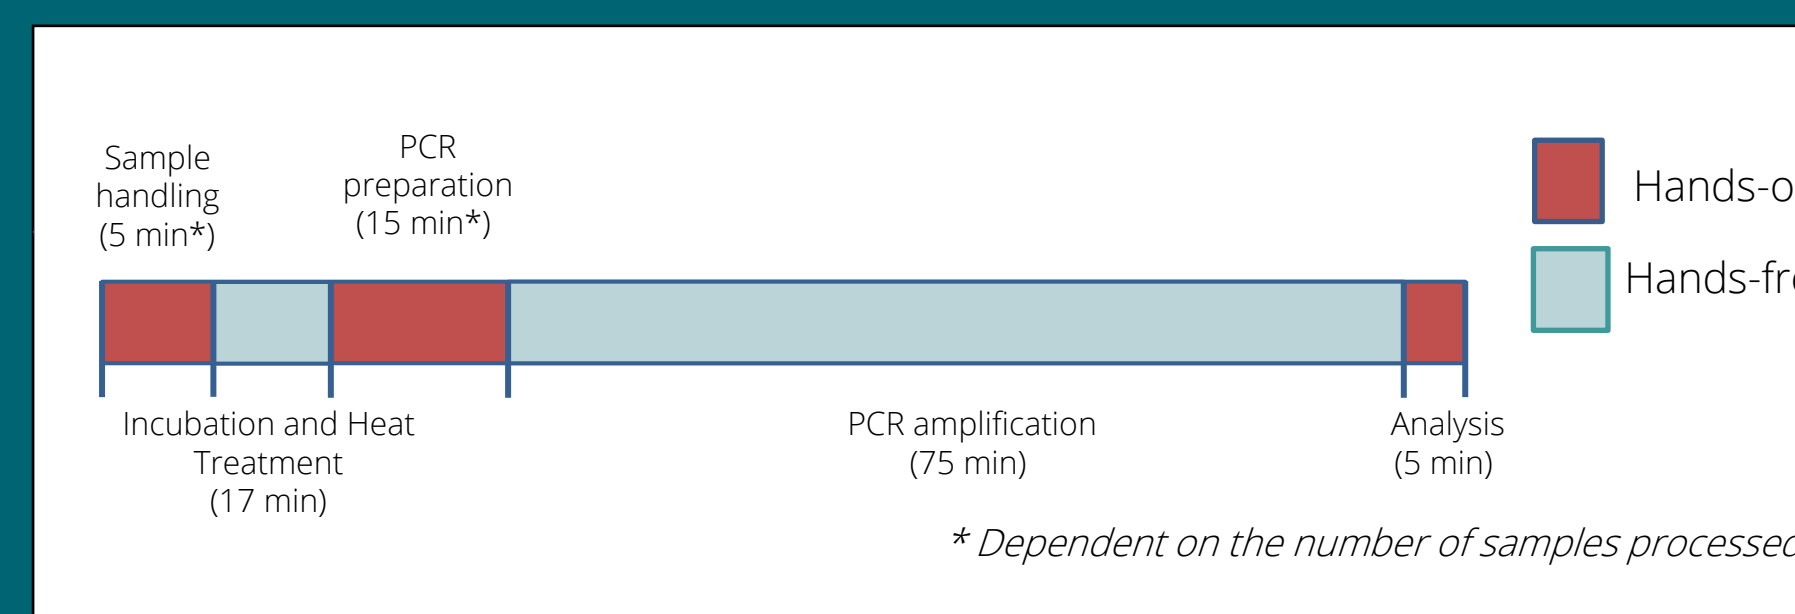 Sample
handling
(5 min*)
PCR
preparation
(15 min*)
Incubation and Heat
Treatment
(17 min)
PCR amplification
(75 min)
Analysis
(5 min)
Hands-o
Hands-fr
* Dependent on the number of samples processed